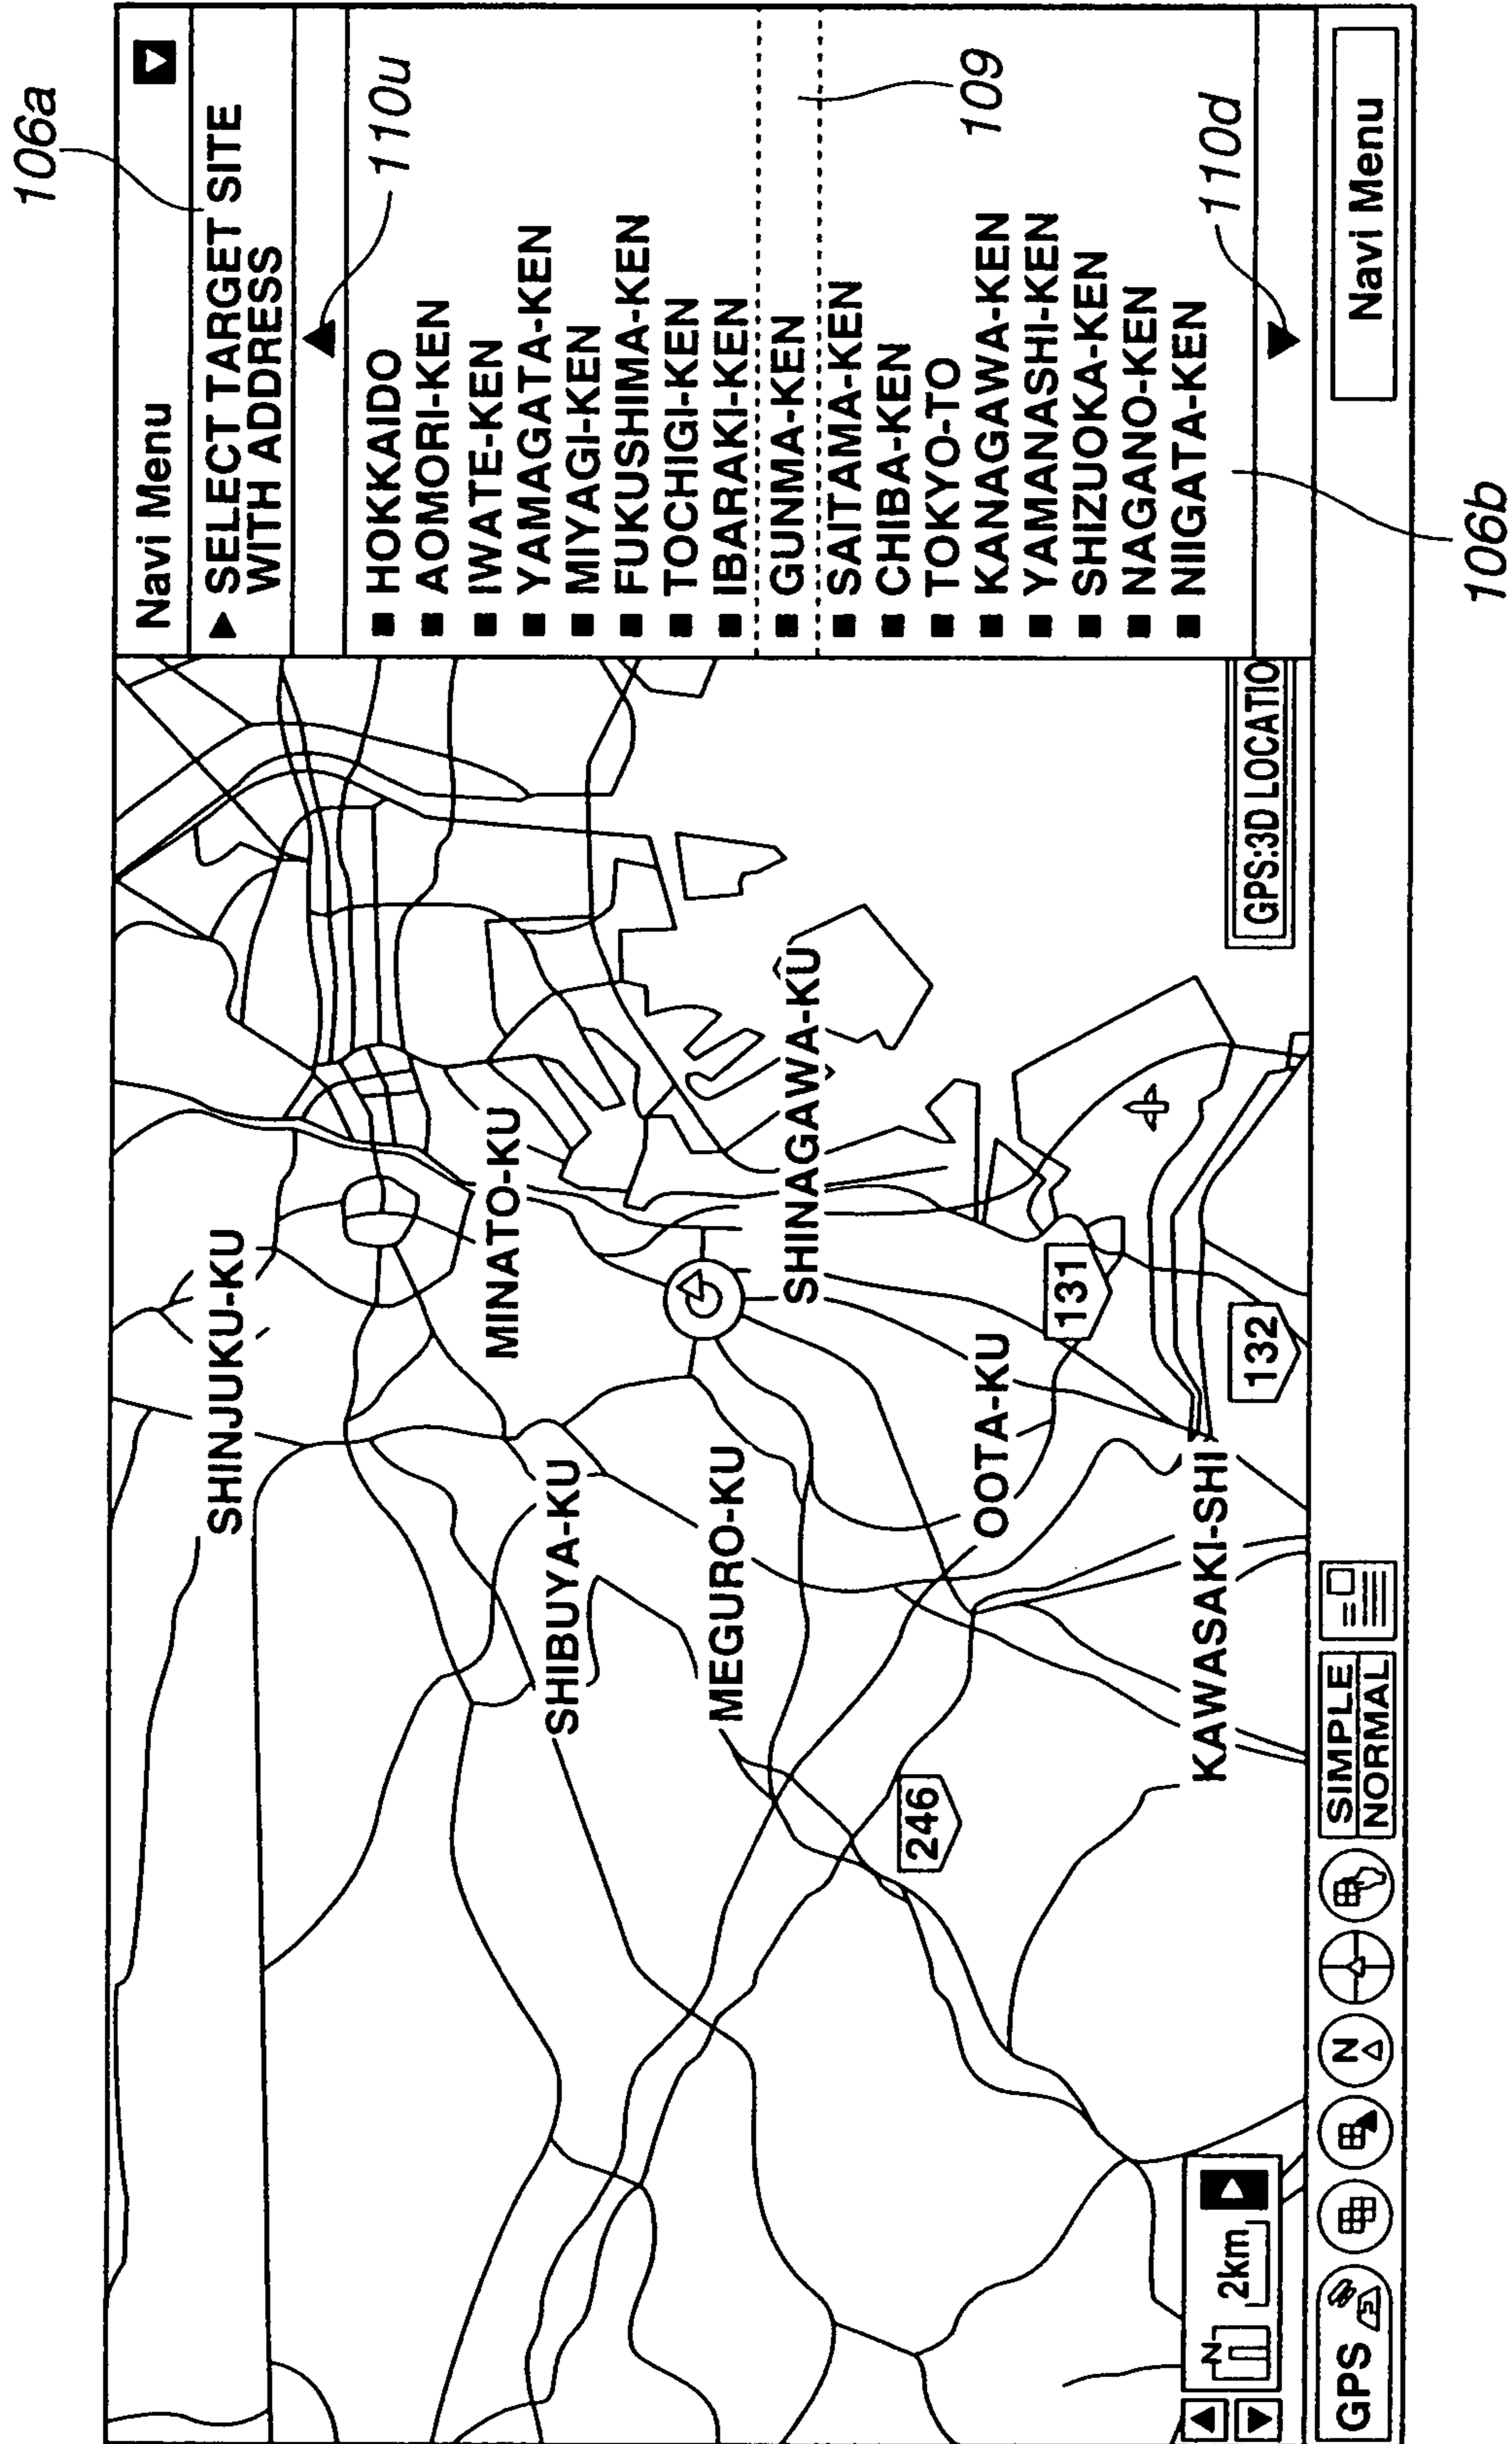 106a
Navi Menu
SELECT TARGET SITE
WITH ADDRESS
110u
HOKKAIDO
AOMORI-KEN
IWATE-KEN
YAMAGATA-KEN
MIYAGI-KEN
FUKUSHIMA-KEN
TOCHIGI-KEN
IBARAKI-KEN
GUNMA-KEN
109
SAITAMA-KEN
CHIBA-KEN
TOKYO-TO
KANAGAWA-KEN
YAMANASHI-KEN
SHIZUOKA-KEN
NAGANO-KEN
NIIGATA-KEN
110d
106b
SHINJUKU-KU
MINATO-KU
SHIBUYA-KU
MEGURO-KU
SHINAGAWA-KU
246
OOTA-KU
131
KAWASAKI-SHI
132
GPS:3D LOCATIO
N
2km
GPS
N
SIMPLE
NORMAL
Navi Menu